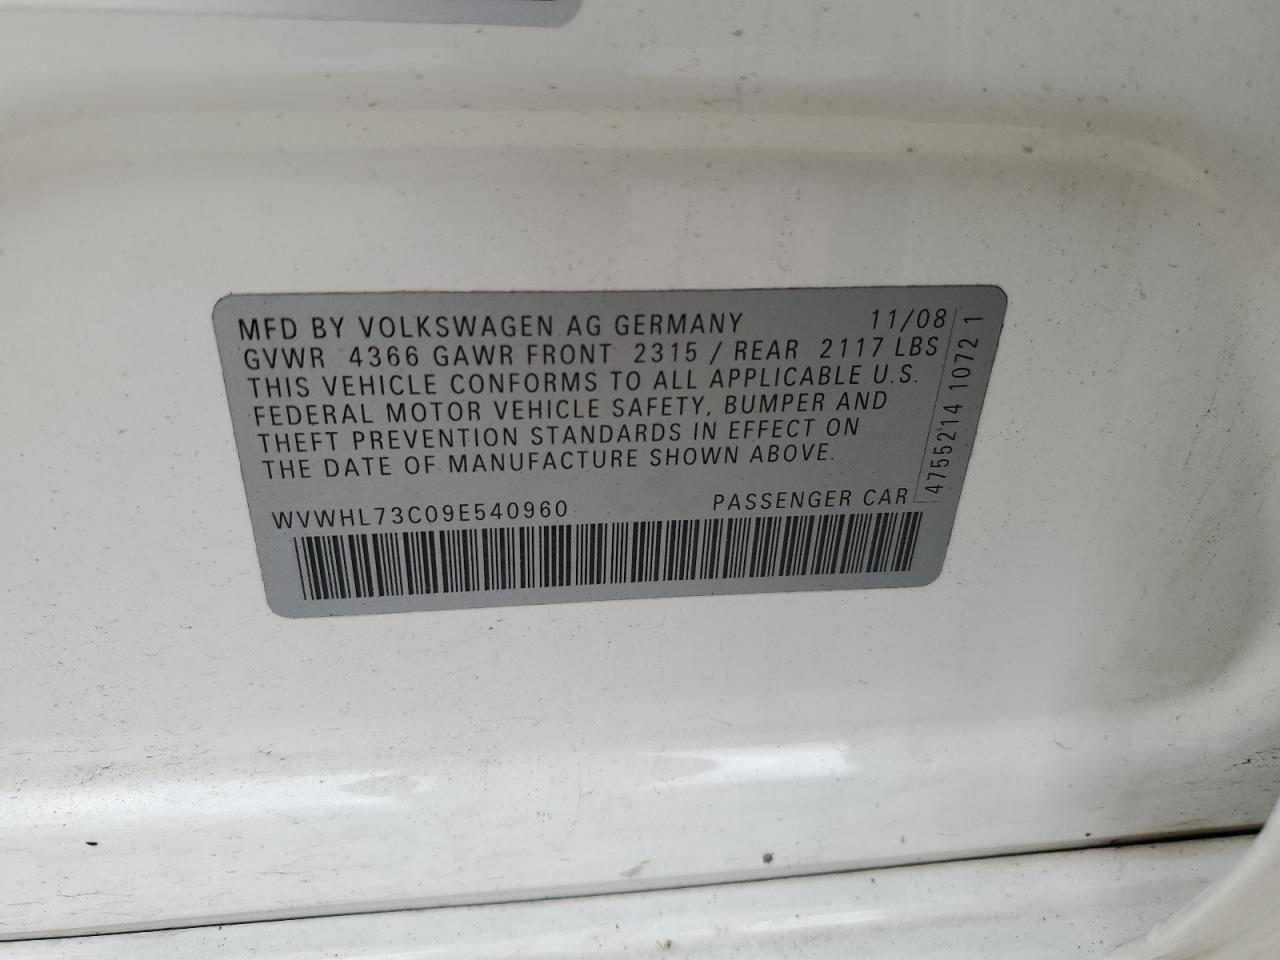 MFD BY VOLKSWAGEN AG GERMANY 11/08
GVWR 4366 GAWR FRONT 2315 / REAR 2117 LBS
THIS VEHICLE CONFORMS TO ALL APPLICABLE U.S.
FEDERAL MOTOR VEHICLE SAFETY, BUMPER AND
THEFT PREVENTION STANDARDS IN EFFECT ON
THE DATE OF MANUFACTURE SHOWN ABOVE.
WVWHL73C09E540960 PASSENGER CAR
4755214 1072 1